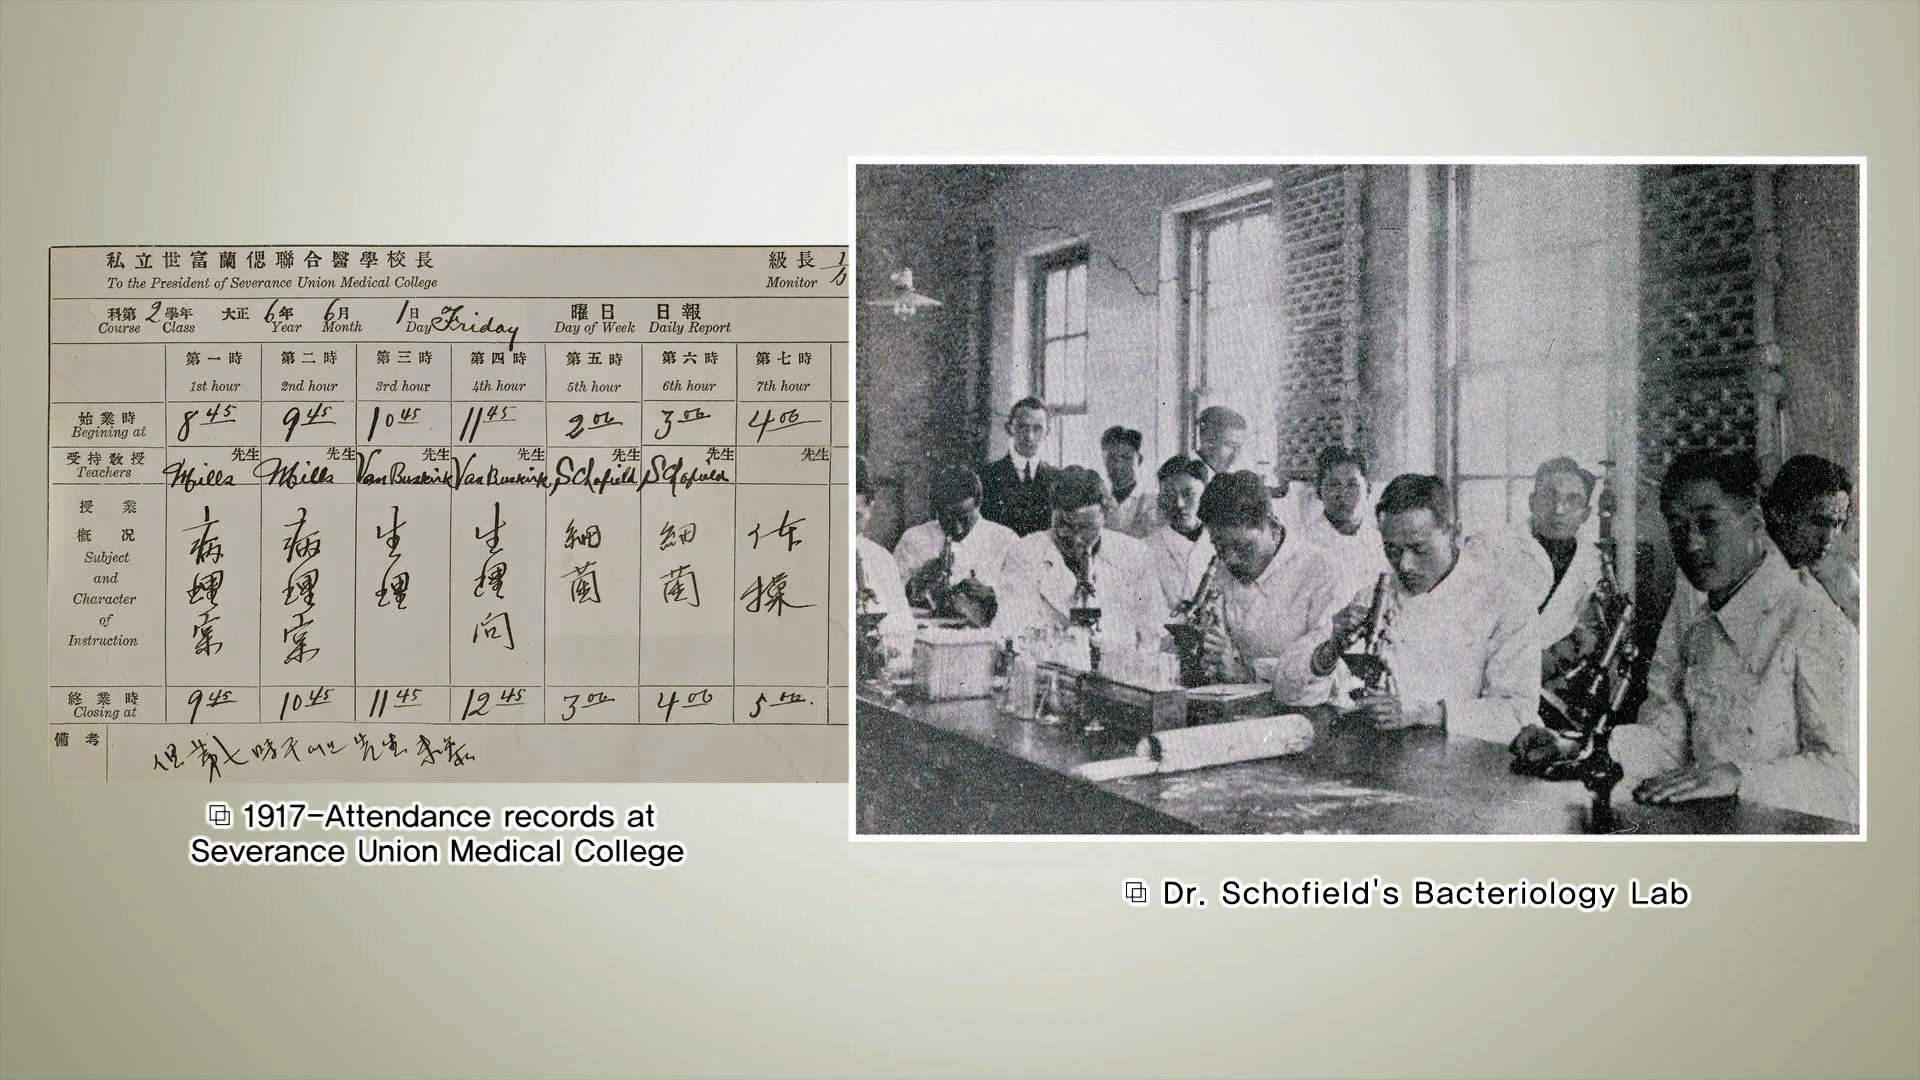 私立世富蘭偲聯合醫學校長 級長
To the President of Severance Union Medical College Monitor
科第2學年 大正6年 6月 1日 曜日 日報
Course Class Year Month Day Friday Day of Week Daily Report
第一時 第二時 第三時 第四時 第五時 第六時 第七時
1st hour 2nd hour 3rd hour 4th hour 5th hour 6th hour 7th hour
始業時 8 45 9 45 10 45 11 45 2 00 3 00 4 00
Begining at
受持敎授 先生 先生 先生 先生 先生 先生 先生
Teachers Mills Mills Van Buskirk Van Buskirk Schofield Schofield
授業 病理 病理 生理 生理 細菌 細菌 体操
概況
Subject
and
Character
of
Instruction
終業時 9 45 10 45 11 45 12 45 3 00 4 00 5 00.
Closing at
備考
1917-Attendance records at
Severance Union Medical College
Dr. Schofield's Bacteriology Lab